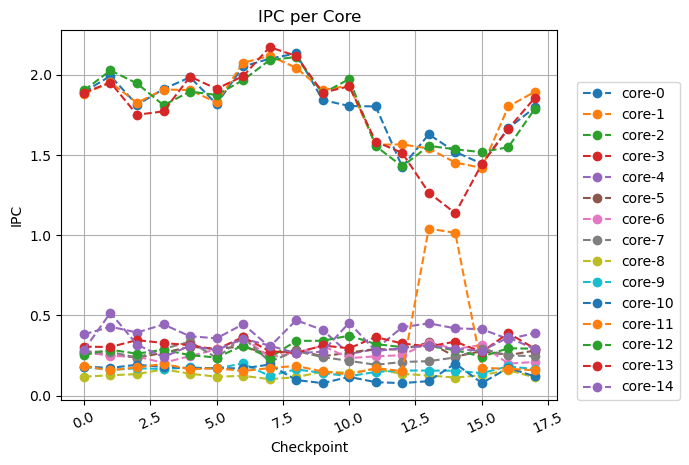 IPC per Core
IPC
2.0
1.5
1.0
0.5
0.0
0.0
2.5
5.0
7.5
10.0
12.5
15.0
17.5
Checkpoint
core-0
core-1
core-2
core-3
core-4
core-5
core-6
core-7
core-8
core-9
core-10
core-11
core-12
core-13
core-14